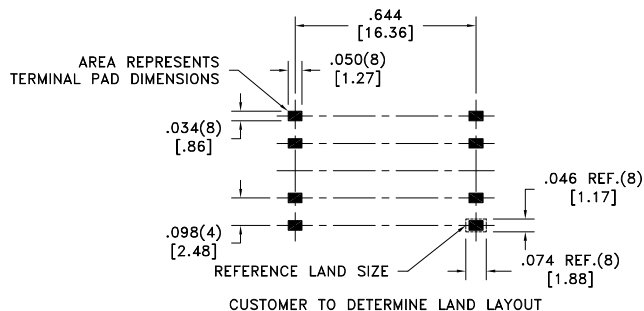 .644
[16.36]
AREA REPRESENTS
TERMINAL PAD DIMENSIONS
.050(8)
[1.27]
.034(8)
[.86]
.046 REF.(8)
[1.17]
.098(4)
[2.48]
REFERENCE LAND SIZE
.074 REF.(8)
[1.88]
CUSTOMER TO DETERMINE LAND LAYOUT